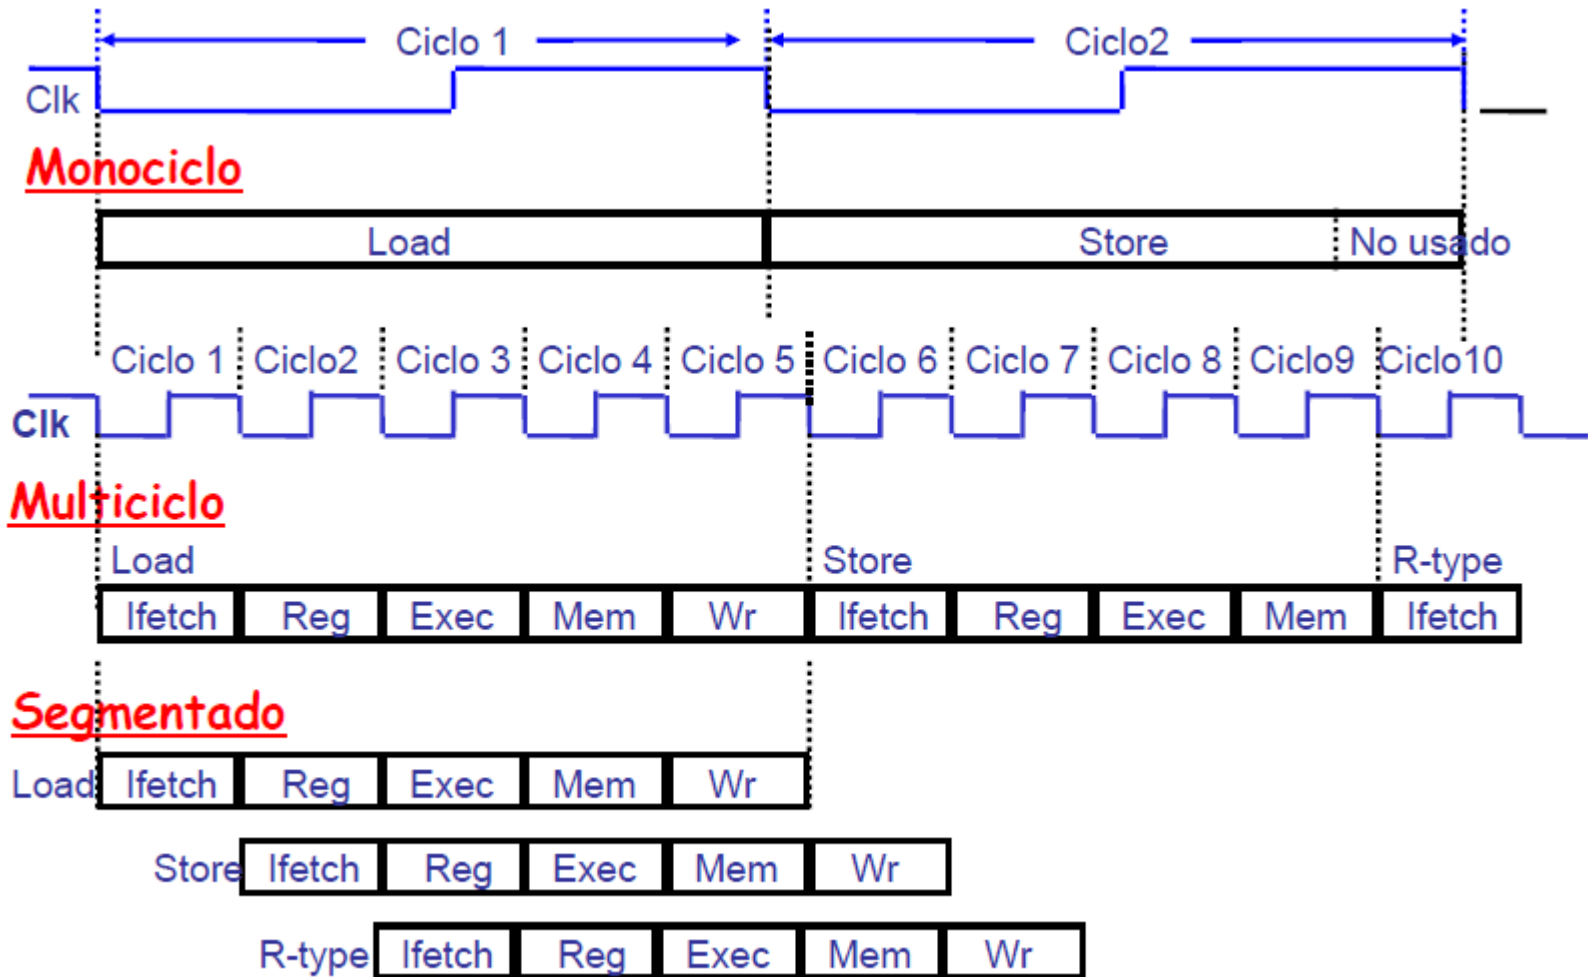 Ciclo 1 Ciclo2
Clk
Monociclo
Load Store No usado
Ciclo 1 Ciclo2 Ciclo 3 Ciclo 4 Ciclo 5 Ciclo 6 Ciclo 7 Ciclo 8 Ciclo9 Ciclo10
Clk
Multiciclo
Load Store R-type
Ifetch Reg Exec Mem Wr Ifetch Reg Exec Mem Ifetch
Segmentado
Load Ifetch Reg Exec Mem Wr
Store Ifetch Reg Exec Mem Wr
R-type Ifetch Reg Exec Mem Wr